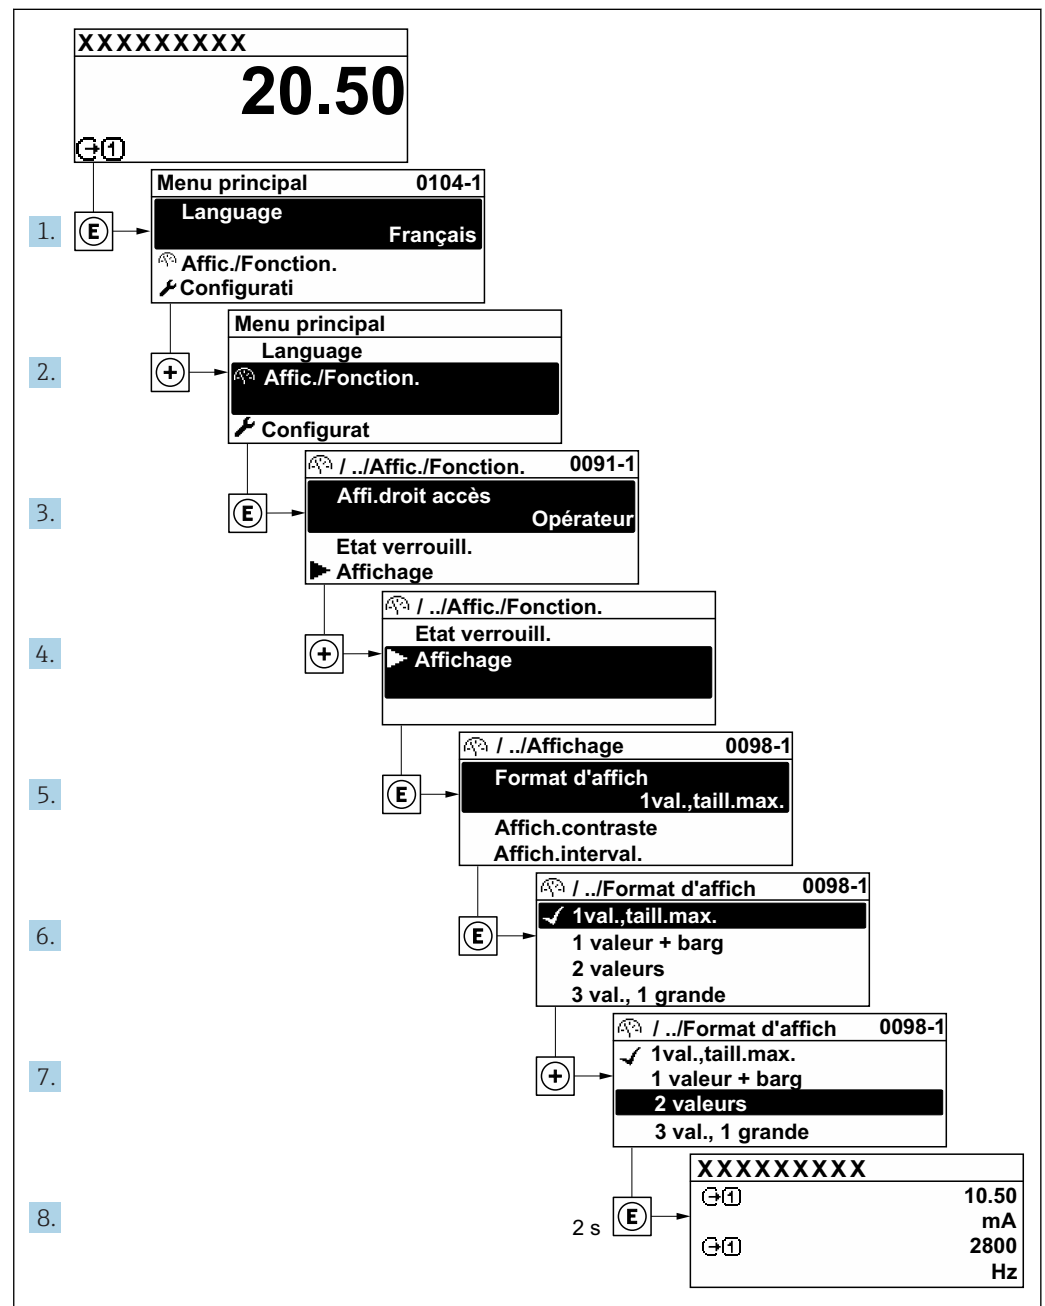 XXXXXXXXX
20.50
1
Menu principal 0104-1
Language
Français
1. E
Affic./Fonction.
Configurati
Menu principal
Language
2. + Affic./Fonction.
Configurat
/ ../Affic./Fonction. 0091-1
Affi.droit accès
3. E Opérateur
Etat verrouill.
Affichage
/ ../Affic./Fonction.
Etat verrouill.
4. + Affichage
/ ../Affichage 0098-1
Format d'affich
5. E 1val.,taill.max.
Affich.contraste
Affich.interval.
/ ../Format d'affich 0098-1
1val.,taill.max.
6. E 1 valeur + barg
2 valeurs
3 val., 1 grande
/ ../Format d'affich 0098-1
1val.,taill.max.
7. + 1 valeur + barg
2 valeurs
3 val., 1 grande
XXXXXXXXX
1 10.50
8. 2 s E mA
1 2800
Hz